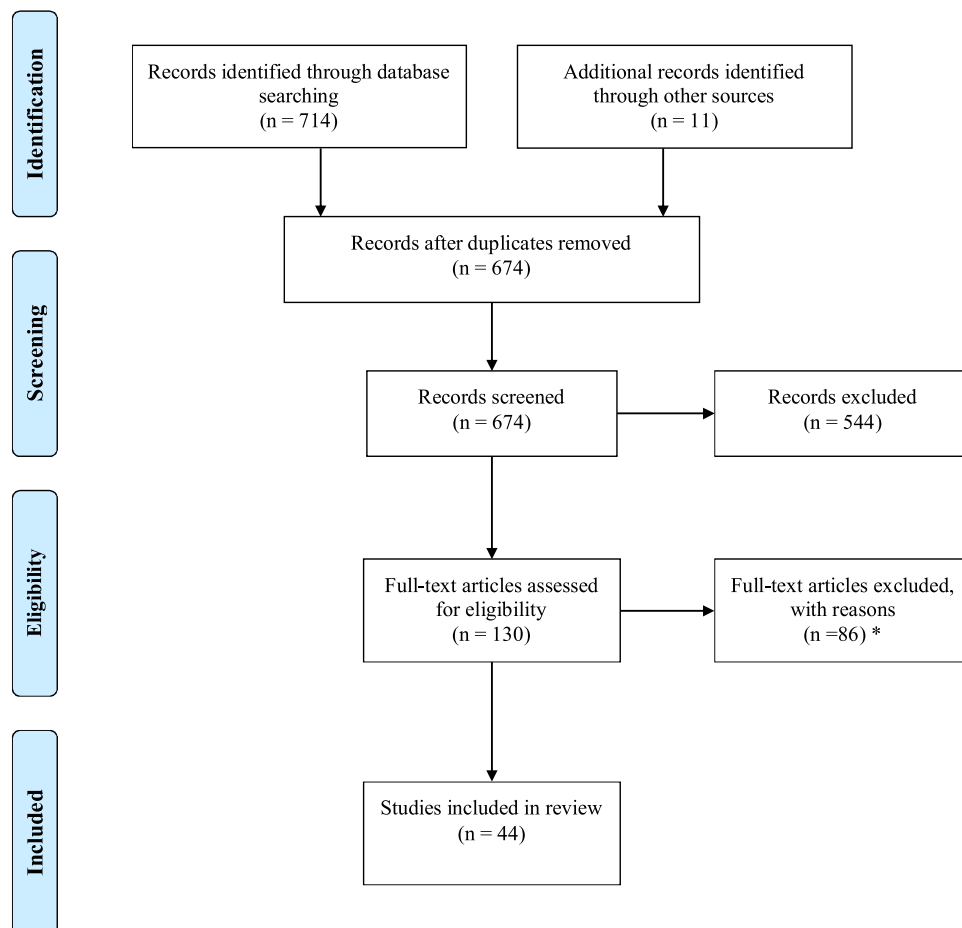 Identification
Records identified through database
searching
(n = 714)
Additional records identified
through other sources
(n = 11)
Screening
Records after duplicates removed
(n = 674)
Records screened
(n = 674)
Records excluded
(n = 544)
Eligibility
Full-text articles assessed
for eligibility
(n = 130)
Full-text articles excluded,
with reasons
(n =86) *
Included
Studies included in review
(n = 44)